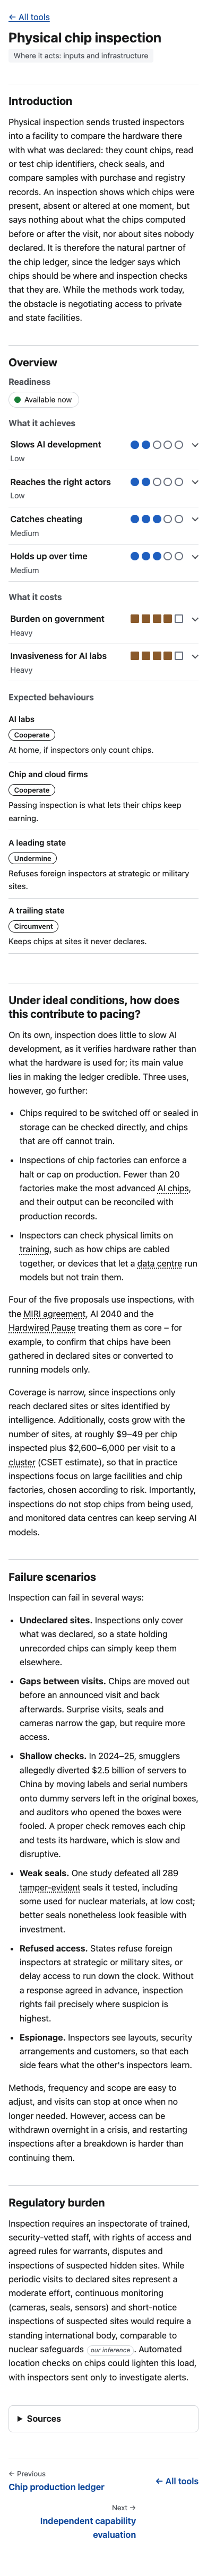 ← All tools
Physical chip inspection
Where it acts: inputs and infrastructure
Introduction
Physical inspection sends trusted inspectors
into a facility to compare the hardware there
with what was declared: they count chips, read
or test chip identifiers, check seals, and
compare samples with purchase and registry
records. An inspection shows which chips were
present, absent or altered at one moment, but
says nothing about what the chips computed
before or after the visit, nor about sites nobody
declared. It is therefore the natural partner of
the chip ledger, since the ledger says which
chips should be where and inspection checks
that they are. While the methods work today,
the obstacle is negotiating access to private
and state facilities.
Overview
Readiness
Available now
What it achieves
Slows AI development
Low
Reaches the right actors
Low
Catches cheating
Medium
Holds up over time
Medium
What it costs
Burden on government
Heavy
Invasiveness for AI labs
Heavy
Expected behaviours
AI labs
Cooperate
At home, if inspectors only count chips.
Chip and cloud firms
Cooperate
Passing inspection is what lets their chips keep
earning.
A leading state
Undermine
Refuses foreign inspectors at strategic or military
sites.
A trailing state
Circumvent
Keeps chips at sites it never declares.
Under ideal conditions, how does
this contribute to pacing?
On its own, inspection does little to slow AI
development, as it verifies hardware rather than
what the hardware is used for; its main value
lies in making the ledger credible. Three uses,
however, go further:
• Chips required to be switched off or sealed in
storage can be checked directly, and chips
that are off cannot train.
• Inspections of chip factories can enforce a
halt or cap on production. Fewer than 20
factories make the most advanced AI chips,
and their output can be reconciled with
production records.
• Inspectors can check physical limits on
training, such as how chips are cabled
together, or devices that let a data centre run
models but not train them.
Four of the five proposals use inspections, with
the MIRI agreement, AI 2040 and the
Hardwired Pause treating them as core – for
example, to confirm that chips have been
gathered in declared sites or converted to
running models only.
Coverage is narrow, since inspections only
reach declared sites or sites identified by
intelligence. Additionally, costs grow with the
number of sites, at roughly $9–49 per chip
inspected plus $2,600–6,000 per visit to a
cluster (CSET estimate), so that in practice
inspections focus on large facilities and chip
factories, chosen according to risk. Importantly,
inspections do not stop chips from being used,
and monitored data centres can keep serving AI
models.
Failure scenarios
Inspection can fail in several ways:
• Undeclared sites. Inspections only cover
what was declared, so a state holding
unrecorded chips can simply keep them
elsewhere.
• Gaps between visits. Chips are moved out
before an announced visit and back
afterwards. Surprise visits, seals and
cameras narrow the gap, but require more
access.
• Shallow checks. In 2024–25, smugglers
allegedly diverted $2.5 billion of servers to
China by moving labels and serial numbers
onto dummy servers left in the original boxes,
and auditors who opened the boxes were
fooled. A proper check removes each chip
and tests its hardware, which is slow and
disruptive.
• Weak seals. One study defeated all 289
tamper-evident seals it tested, including
some used for nuclear materials, at low cost;
better seals nonetheless look feasible with
investment.
• Refused access. States refuse foreign
inspectors at strategic or military sites, or
delay access to run down the clock. Without
a response agreed in advance, inspection
rights fail precisely where suspicion is
highest.
• Espionage. Inspectors see layouts, security
arrangements and customers, so that each
side fears what the other's inspectors learn.
Methods, frequency and scope are easy to
adjust, and visits can stop at once when no
longer needed. However, access can be
withdrawn overnight in a crisis, and restarting
inspections after a breakdown is harder than
continuing them.
Regulatory burden
Inspection requires an inspectorate of trained,
security-vetted staff, with rights of access and
agreed rules for warrants, disputes and
inspections of suspected hidden sites. While
periodic visits to declared sites represent a
moderate effort, continuous monitoring
(cameras, seals, sensors) and short-notice
inspections of suspected sites would require a
standing international body, comparable to
nuclear safeguards our inference . Automated
location checks on chips could lighten this load,
with inspectors sent only to investigate alerts.
▶ Sources
← Previous
Chip production ledger
← All tools
Next →
Independent capability
evaluation